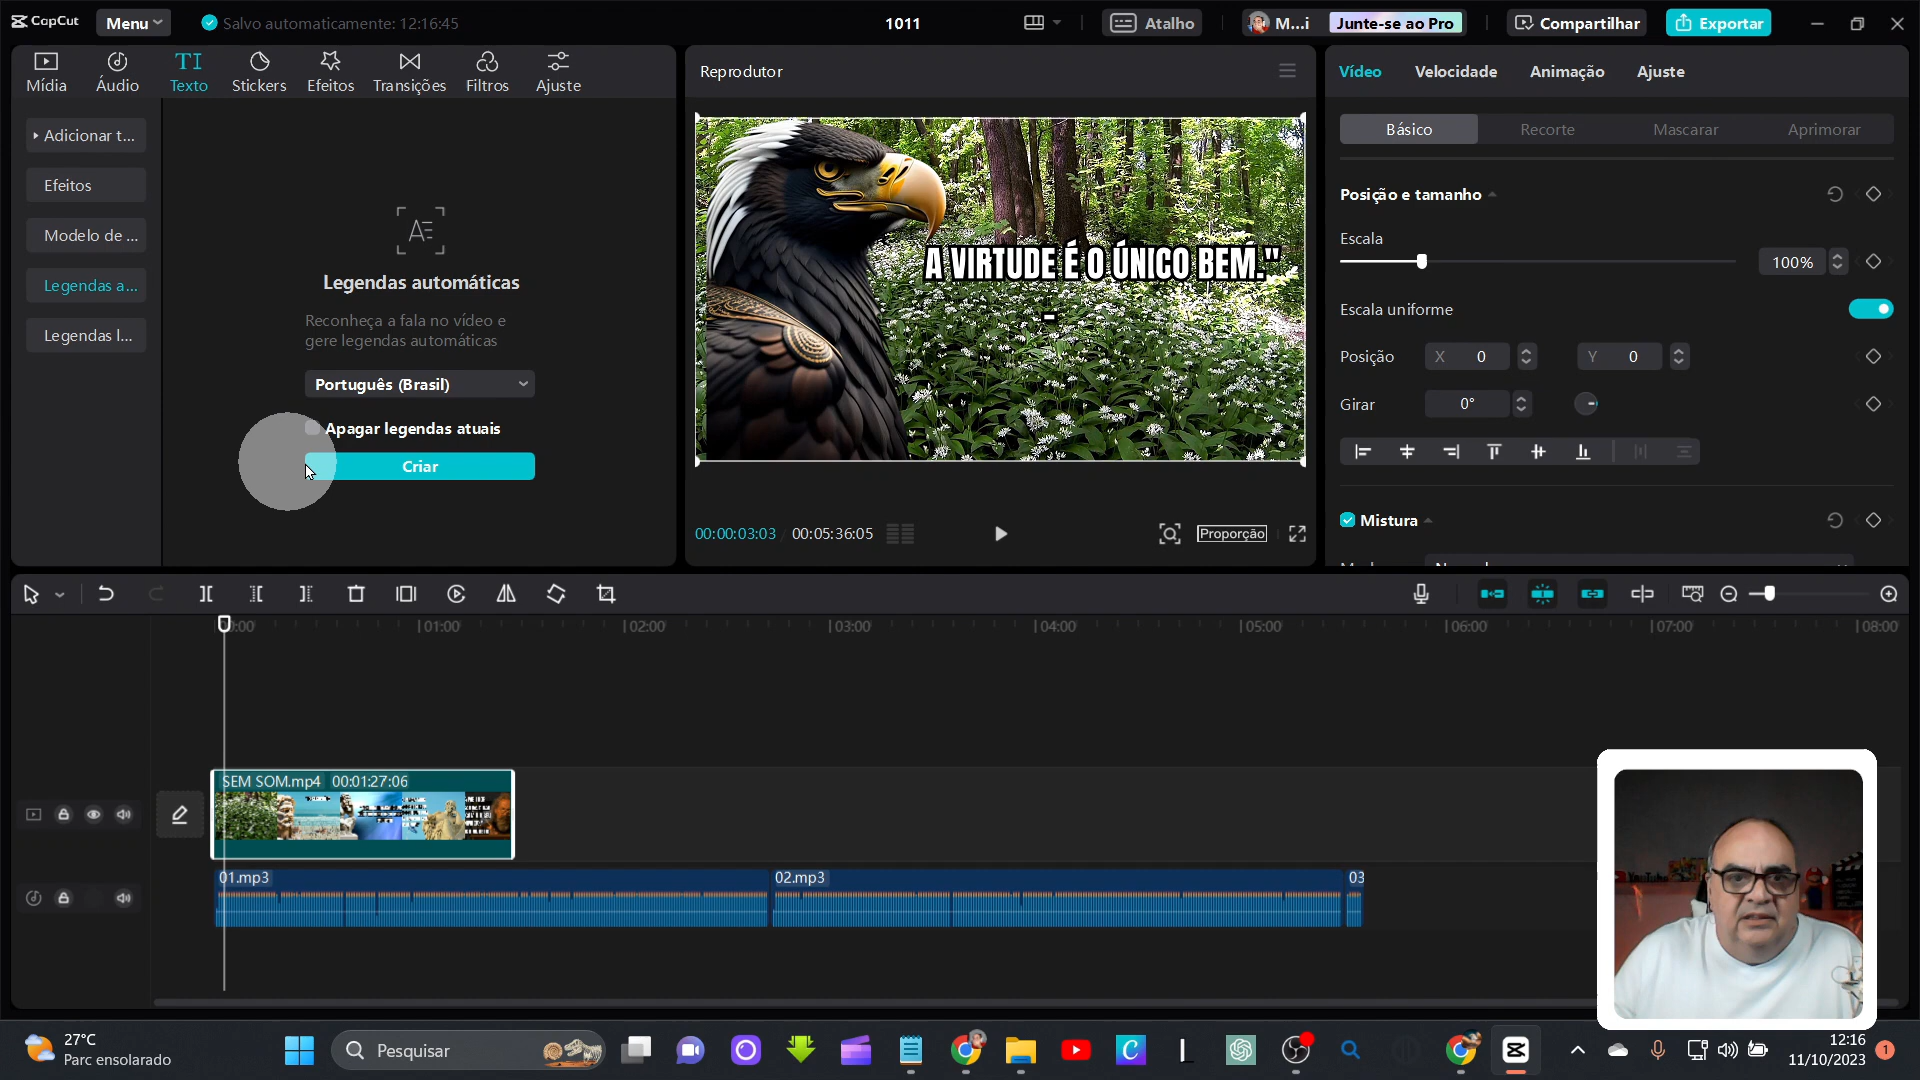 CapCut
Menu
Salvo automaticamente: 12:16:45
1011
Atalho
M...i
Junte-se ao Pro
Compartilhar
Exportar
Mídia
Áudio
TI
Texto
Stickers
Efeitos
Transições
Filtros
Ajuste
Reprodutor
Vídeo
Velocidade
Animação
Ajuste
Adicionar t...
Efeitos
Modelo de ...
Legendas a...
Legendas l...
A
Legendas automáticas
Reconheça a fala no vídeo e
gere legendas automáticas
Português (Brasil)
Apagar legendas atuais
Criar
A VIRTUDE É O ÚNICO BEM."
-
00:00:03:03
00:05:36:05
Proporção
Básico
Recorte
Mascarar
Aprimorar
Posição e tamanho
Escala
100%
Escala uniforme
Posição
X 0
Y 0
Girar
0°
Mistura
01:00
02:00
03:00
04:00
05:00
06:00
07:00
08:00
SEM SOM.mp4 00:01:27:06
01.mp3
02.mp3
03
27°C
Parc ensolarado
Pesquisar
12:16
11/10/2023
1